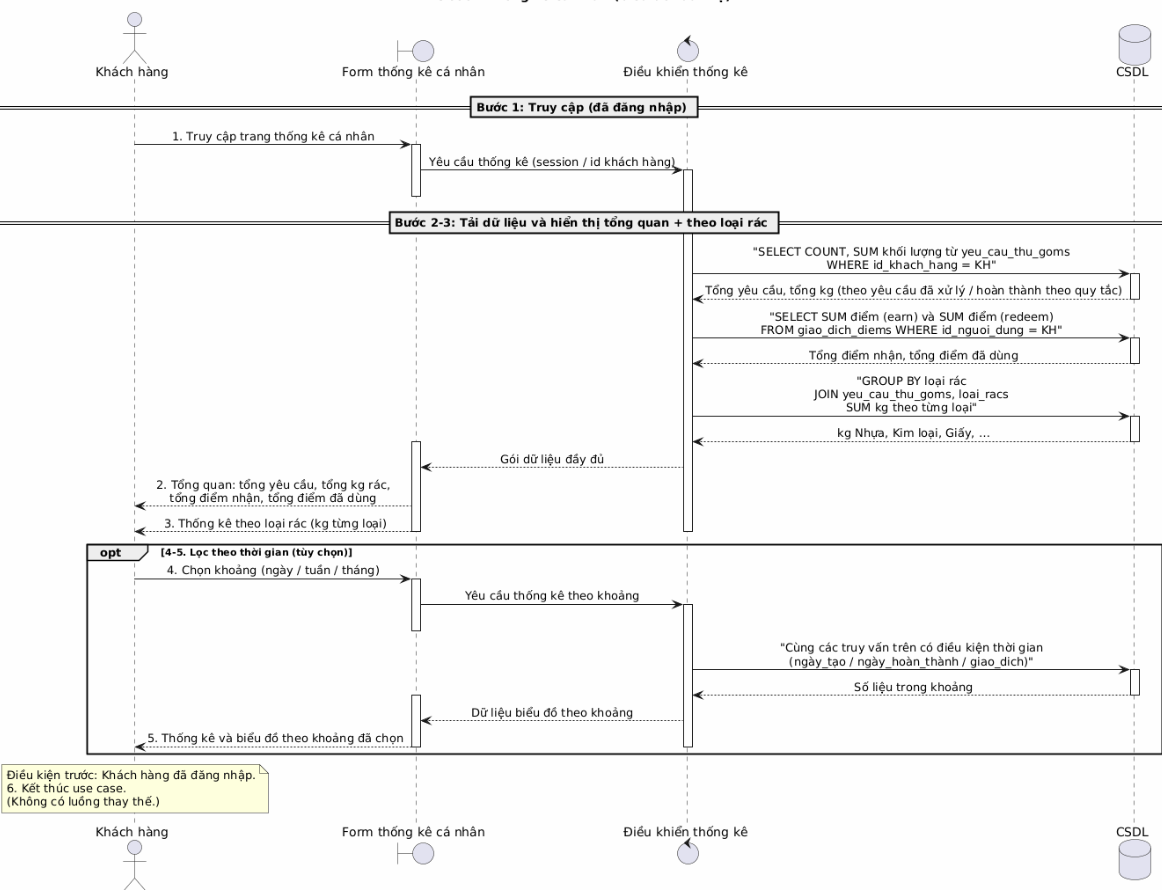 Khách hàng
Form thống kê cá nhân
Điều khiển thống kê
CSDL
Bước 1: Truy cập (đã đăng nhập)
1. Truy cập trang thống kê cá nhân
Yêu cầu thống kê (session / id khách hàng)
Bước 2-3: Tải dữ liệu và hiển thị tổng quan + theo loại rác
"SELECT COUNT, SUM khối lượng từ yeu_cau_thu_goms
WHERE id_khach_hang = KH"
Tổng yêu cầu, tổng kg (theo yêu cầu đã xử lý / hoàn thành theo quy tắc)
"SELECT SUM điểm (earn) và SUM điểm (redeem)
FROM giao_dich_diems WHERE id_nguoi_dung = KH"
Tổng điểm nhận, tổng điểm đã dùng
"GROUP BY loại rác
JOIN yeu_cau_thu_goms, loai_racs
SUM kg theo từng loại"
kg Nhựa, Kim loại, Giấy, ...
Gói dữ liệu đầy đủ
2. Tổng quan: tổng yêu cầu, tổng kg rác,
tổng điểm nhận, tổng điểm đã dùng
3. Thống kê theo loại rác (kg từng loại)
opt [4-5. Lọc theo thời gian (tùy chọn)]
4. Chọn khoảng (ngày / tuần / tháng)
Yêu cầu thống kê theo khoảng
"Cùng các truy vấn trên có điều kiện thời gian
(ngày_tạo / ngày_hoàn_thành / giao_dich)"
Số liệu trong khoảng
Dữ liệu biểu đồ theo khoảng
5. Thống kê và biểu đồ theo khoảng đã chọn
Điều kiện trước: Khách hàng đã đăng nhập.
6. Kết thúc use case.
(Không có luồng thay thế.)
Khách hàng
Form thống kê cá nhân
Điều khiển thống kê
CSDL